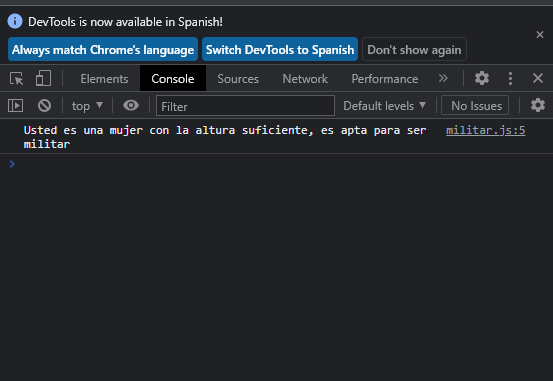 DevTools is now available in Spanish!
Always match Chrome's language Switch DevTools to Spanish Don't show again
Elements Console Sources Network Performance
top Filter Default levels No Issues
Usted es una mujer con la altura suficiente, es apta para ser militar.js:5
militar